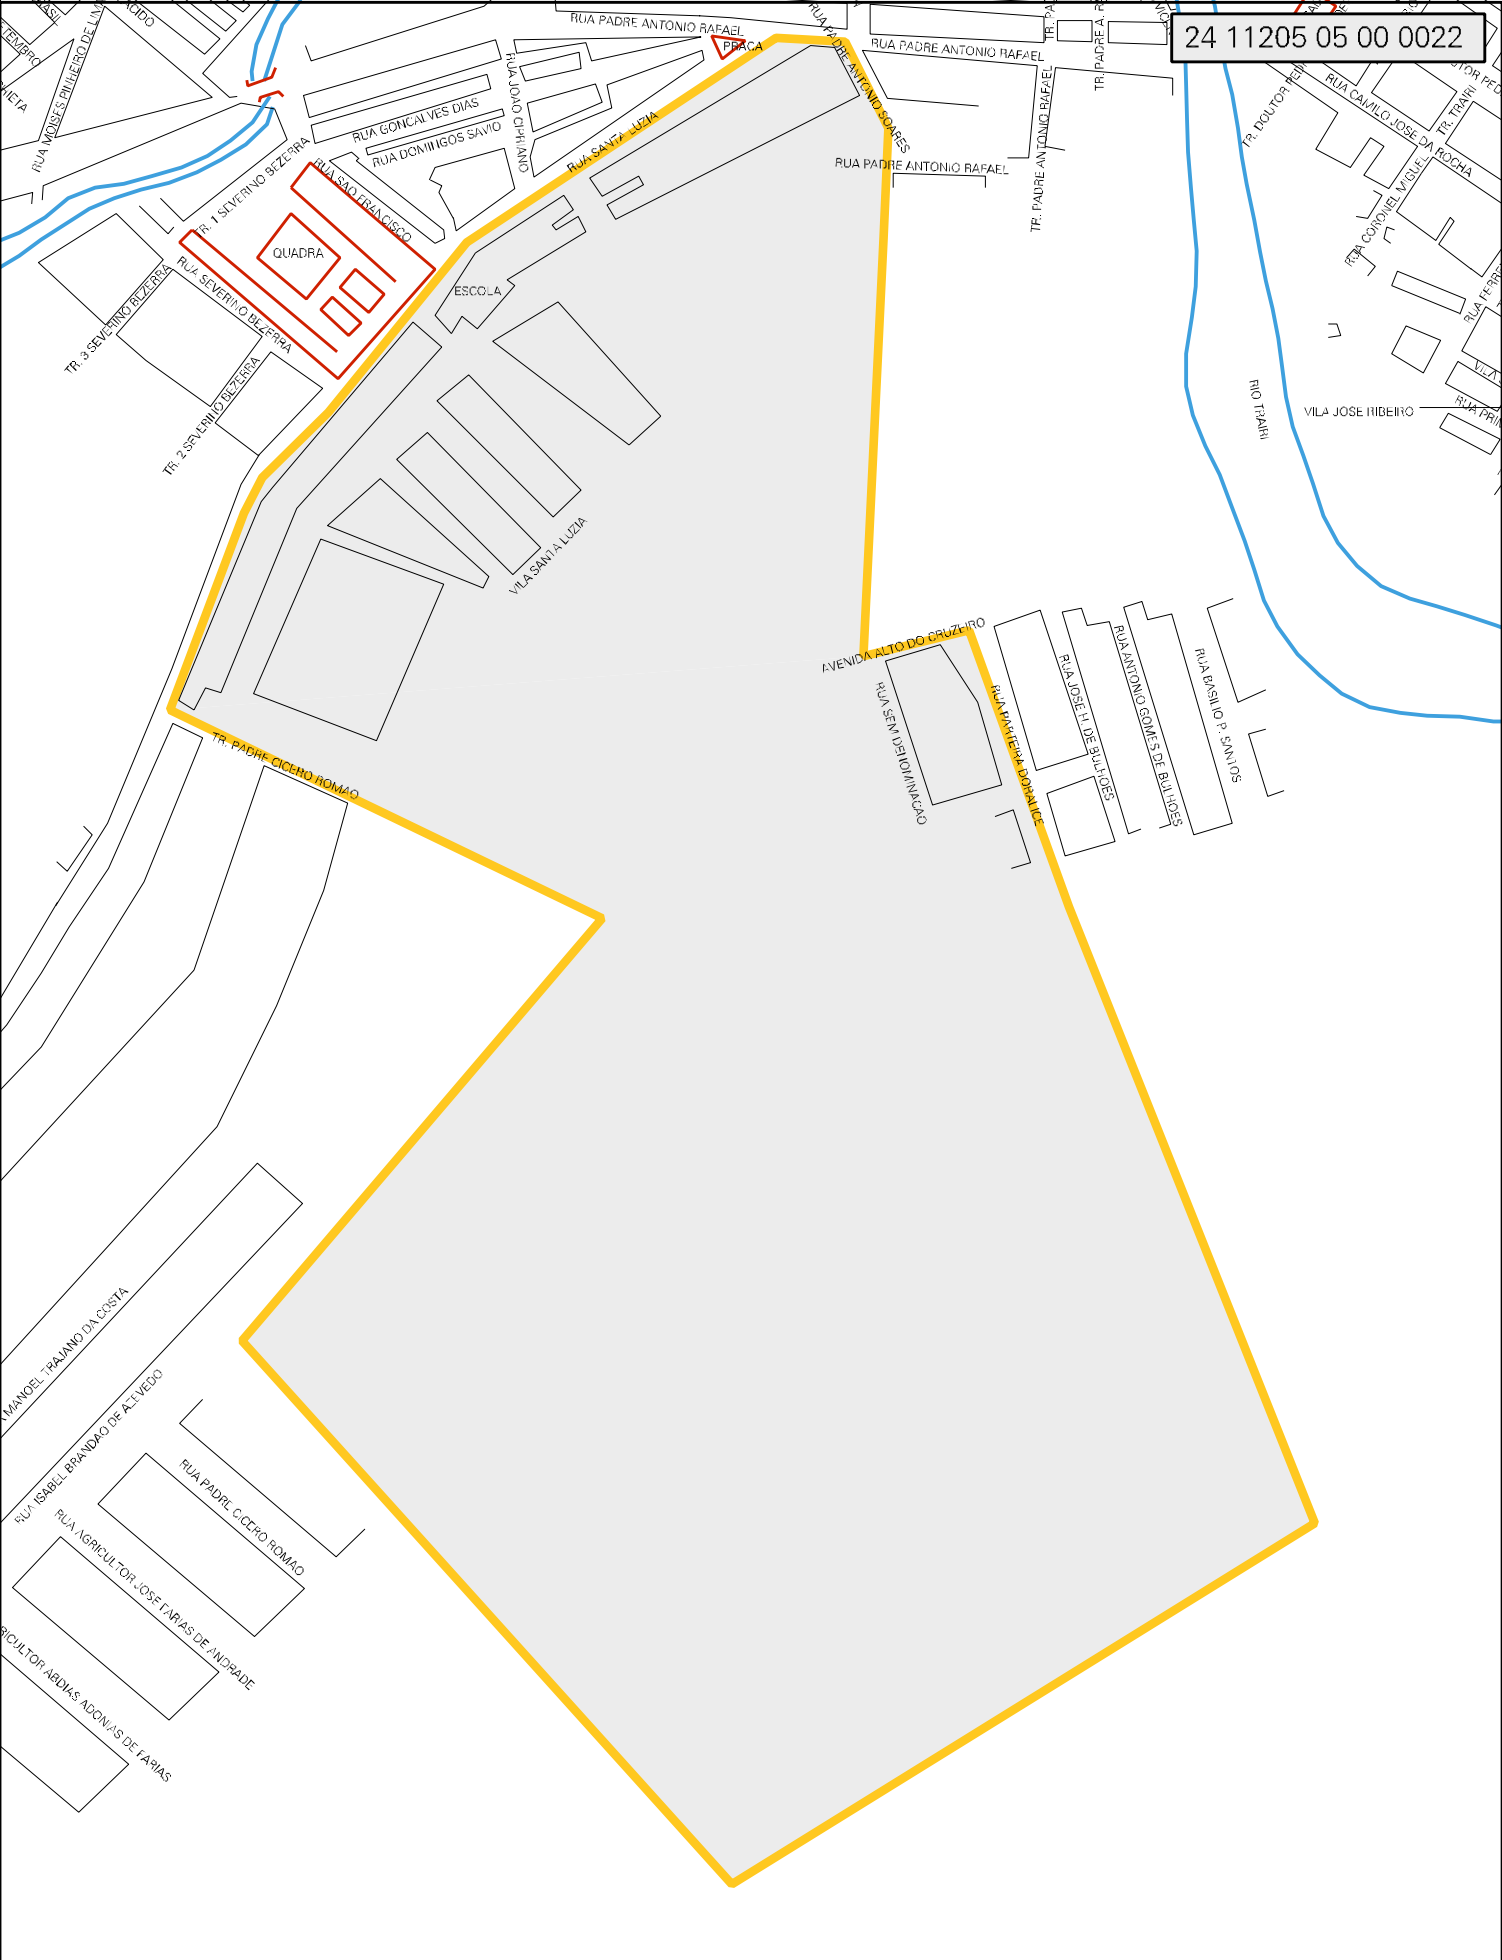 24 11205 05 00 0022
RUA PADRE ANTONIO RAFAEL
PRACA
RUA PADRE ANTONIO SOARES
RUA PADRE ANTONIO RAFAEL
RUA MOISES PINHEIRO DE LIMA
RUA JOAO CIPRIANO
RUA GONCALVES DIAS
RUA DOMINGOS SAVIO
RUA SANTA LUZIA
TR. PADRE ANTONIO RAFAEL
RUA PADRE ANTONIO RAFAEL
RUA CAMILO JOSE DA ROCHA
TR. TRAIRI
RUA CORONEL MIGUEL
TR. 1 SEVERINO BEZERRA
RUA SAO FRANCISCO
QUADRA
RUA SEVERINO BEZERRA
ESCOLA
TR. 3 SEVERINO BEZERRA
TR. 2 SEVERINO BEZERRA
RIO TRAIRI
VILA JOSE RIBEIRO
VILA SANTA LUZIA
AVENIDA ALTO DO CRUZEIRO
RUA SEM DENOMINACAO
RUA PARTEIRA DORALICE
RUA JOSE H. DE BULHOES
RUA ANTONIO GOMES DE BULHOES
RUA BASILIO P. SANTOS
TR. PADRE CICERO ROMAO
MANOEL TRAJANO DA COSTA
RUA ISABEL BRANDAO DE AZEVEDO
RUA PADRE CICERO ROMAO
RUA AGRICULTOR JOSE FARIAS DE ANDRADE
RICULTOR ABDIAS ADONIAS DE FARIAS